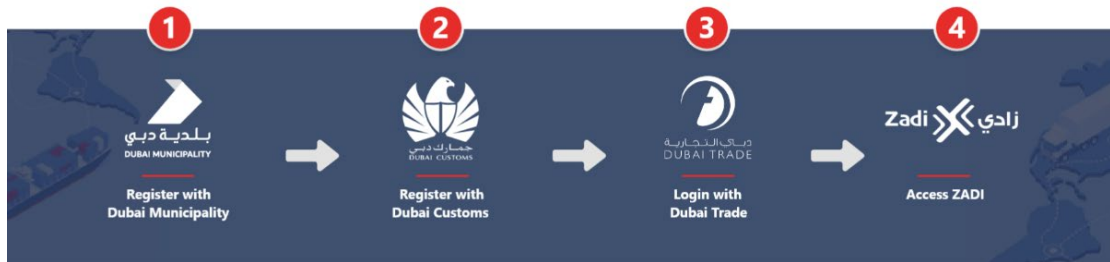 1
بلدية دبي
DUBAI MUNICIPALITY
Register with
Dubai Municipality
2
جمارك دبي
DUBAI CUSTOMS
Register with
Dubai Customs
3
دبي التجارية
DUBAI TRADE
Login with
Dubai Trade
4
Zadi زادي
Access ZADI